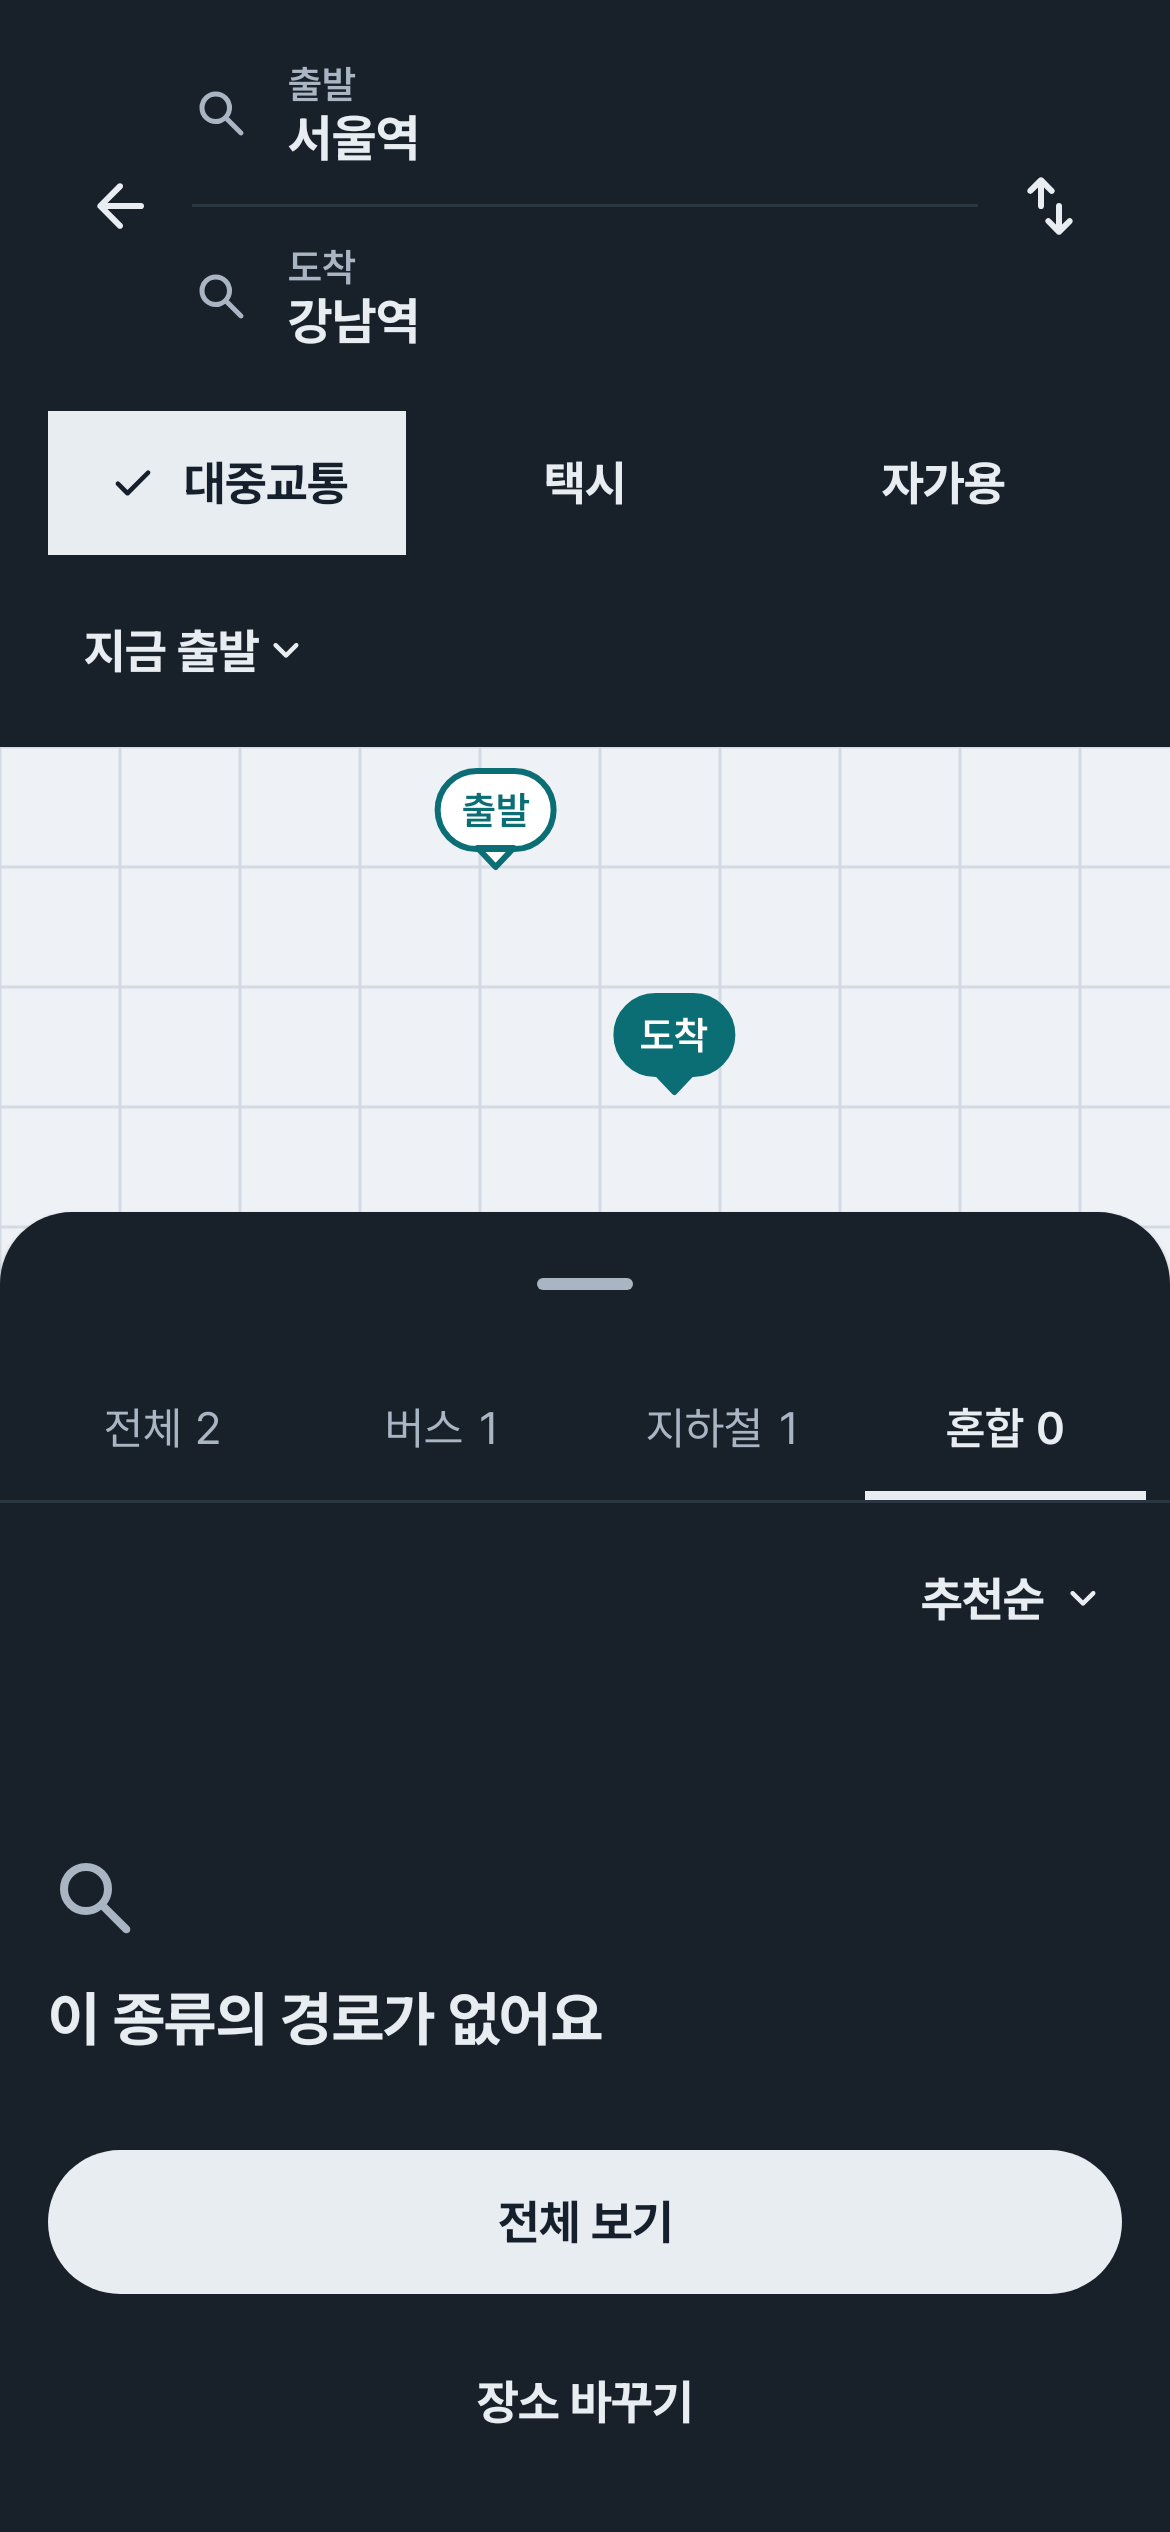 출발
서울역
도착
강남역
대중교통
택시
자가용
지금 출발
출발
도착
전체 2
버스 1
지하철 1
혼합 0
추천순
이 종류의 경로가 없어요
전체 보기
장소 바꾸기